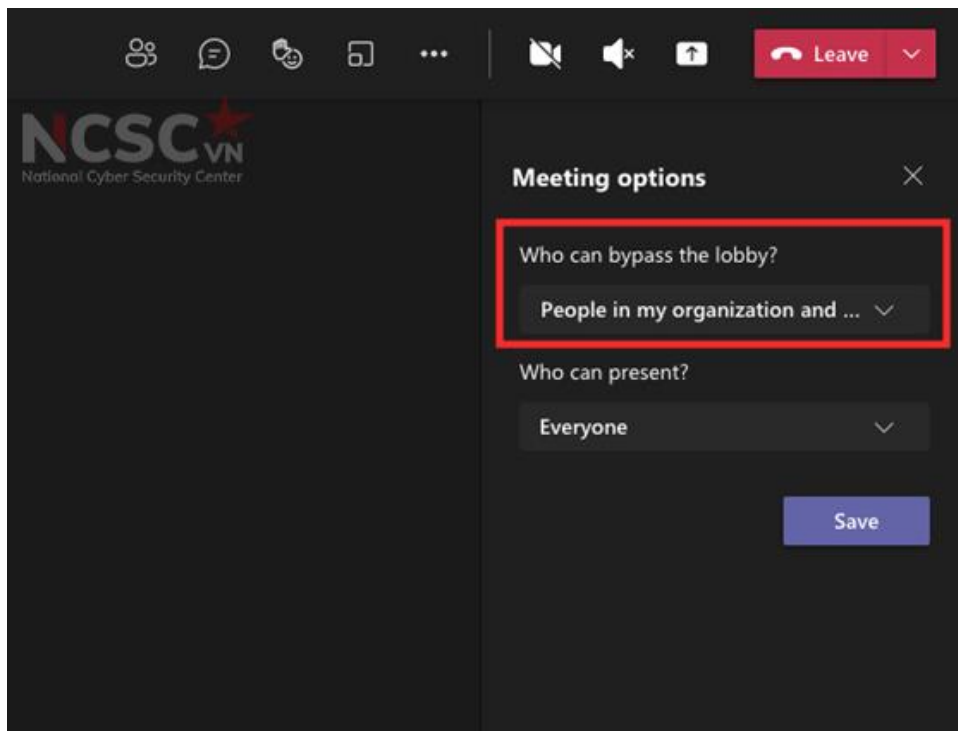 Leave
NCSC VN
National Cyber Security Center
Meeting options
Who can bypass the lobby?
People in my organization and ...
Who can present?
Everyone
Save